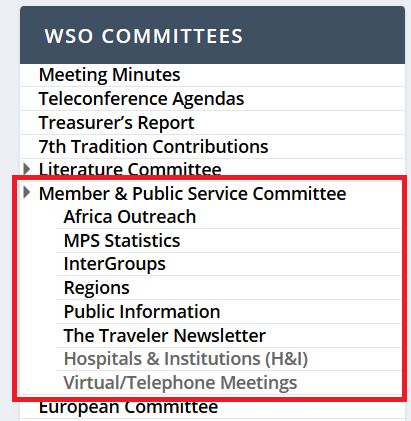 WSO COMMITTEES
Meeting Minutes
Teleconference Agendas
Treasurer’s Report
7th Tradition Contributions
Literature Committee
Member & Public Service Committee
Africa Outreach
MPS Statistics
InterGroups
Regions
Public Information
The Traveler Newsletter
Hospitals & Institutions (H&I)
Virtual/Telephone Meetings
European Committee